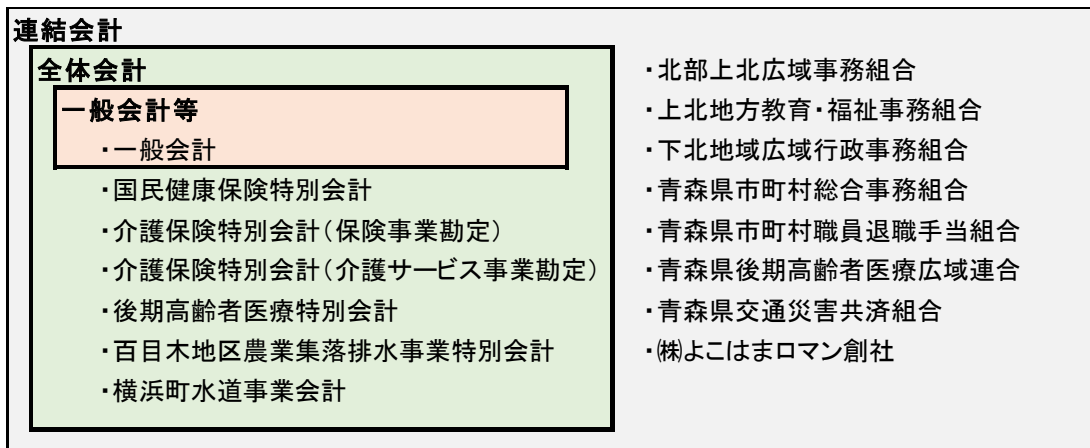 連結会計
全体会計
一般会計等
・一般会計
・国民健康保険特別会計
・介護保険特別会計（保険事業勘定）
・介護保険特別会計（介護サービス事業勘定）
・後期高齢者医療特別会計
・百目木地区農業集落排水事業特別会計
・横浜町水道事業会計
・北部上北広域事務組合
・上北地方教育・福祉事務組合
・下北地域広域行政事務組合
・青森県市町村総合事務組合
・青森県市町村職員退職手当組合
・青森県後期高齢者医療広域連合
・青森県交通災害共済組合
・㈱よこはまロマン創社